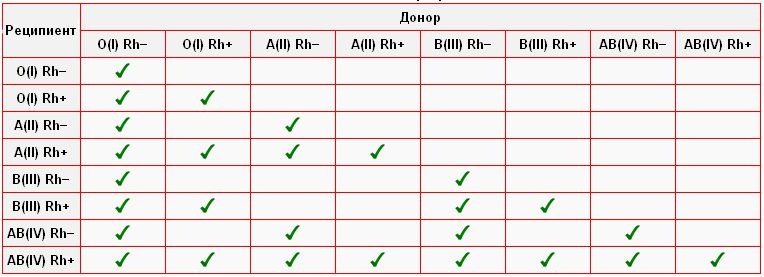 Реципиент Донор
O(I) Rh− O(I) Rh+ A(II) Rh− A(II) Rh+ B(III) Rh− B(III) Rh+ AB(IV) Rh− AB(IV) Rh+
O(I) Rh− ✓
O(I) Rh+ ✓ ✓
A(II) Rh− ✓ ✓
A(II) Rh+ ✓ ✓ ✓ ✓
B(III) Rh− ✓ ✓
B(III) Rh+ ✓ ✓ ✓ ✓
AB(IV) Rh− ✓ ✓ ✓ ✓
AB(IV) Rh+ ✓ ✓ ✓ ✓ ✓ ✓ ✓ ✓